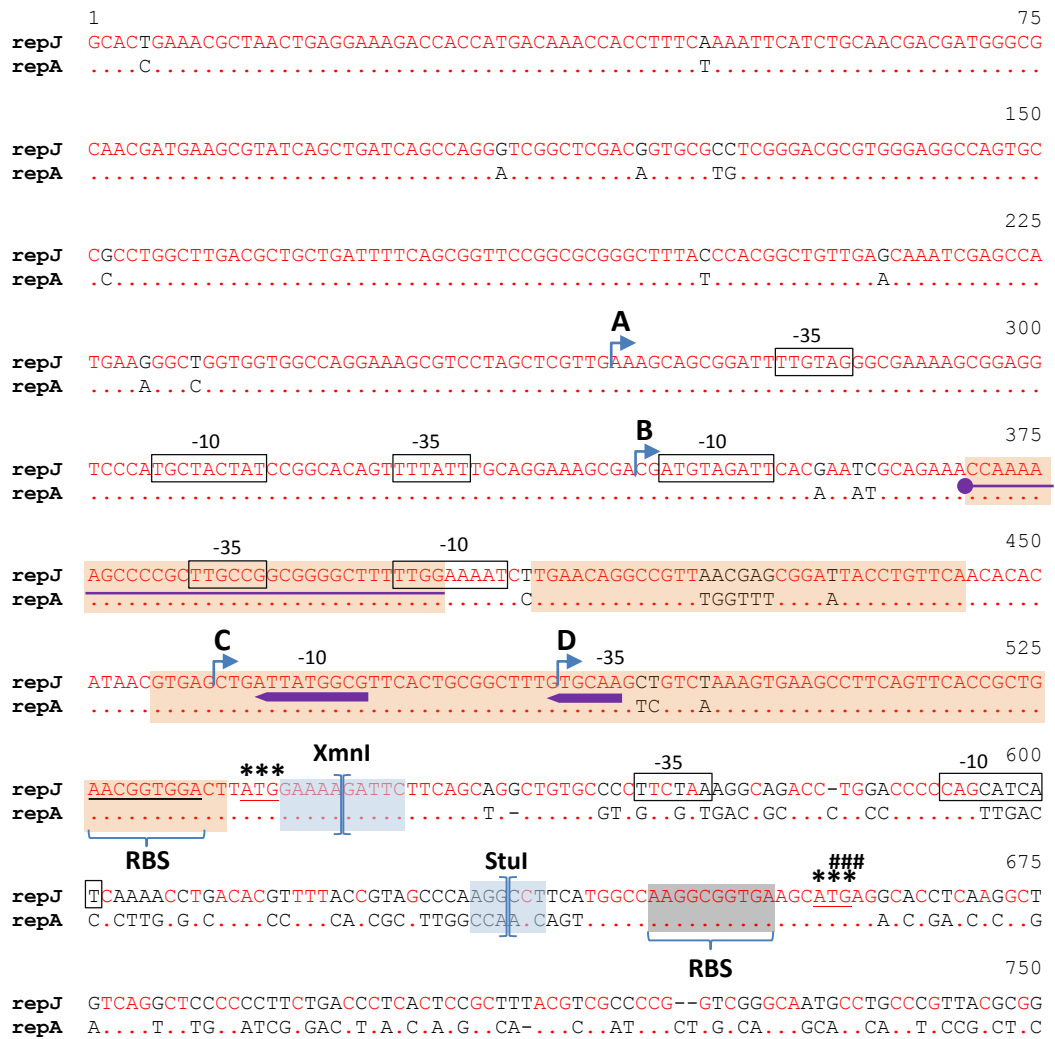 1 75
repJ GCACTGAAACGCTAACTGAGGAAAGACCACCATGACAAACCACCTTTCAAAATTCATCTGCAACGACGATGGGCG
repA ....C...........................................T..........................
150
repJ CAACGATGAAGCGTATCAGCTGATCAGCCAGGGTCGGCTCGACGGTGCGCCTCGGGACGCGTGGGAGGCCAGTGC
repA ................................A..........A.....TG........................
225
repJ CGCCTGGCTTGACGCTGCTGATTTTCAGCGGTTCCGGCGCGGGCTTTACCCACGGCTGTTGAGCAAATCGAGCCA
repA .C..............................................T.............A............
A -35 300
repJ TGAAGGGCTGGTGGTGGCCAGGAAAGCGTCCTAGCTCGTTGAAAGCAGCGGATTTTGTAGGGCGAAAAGCGGAGG
repA ....A...C..................................................................
-10 -35 B -10 375
repJ TCCCATGCTACTATCCGGCACAGTTTTATTTGCAGGAAAGCGACGATGTAGATTCACGAATCGCAGAAACCAAAA
repA .........................................................A..AT.............
-35 -10 450
repJ AGCCCCGCTTGCCGGCGGGGCTTTTTGGAAAATCTTGAACAGGCCGTTAACGAGCGGATTACCTGTTCAACACAC
repA ..................................C.............TGGTTT....A................
C -10 D -35 525
repJ ATAACGTGAGCTGATTATGGCGTTCACTGCGGCTTTGTGCAAGCTGTCTAAAGTGAAGCCTTCAGTTCACCGCTG
repA ...........................................TC...A..........................
*** XmnI -35 -10 600
repJ AACGGTGGACTTATGGAAAAGATTCTTCAGCAGGCTGTGCCCCTTCTAAAGGCAGACC-TGGACCCCCAGCATCA
repA ...............................T.-......GT.G..G.TGAC.GC...C..CC.......TTGAC
RBS StuI ### 675
***
repJ TCAAAACCTGACACGTTTTACCGTAGCCCAAGGCCTTCATGGCCAAGGCGGTGAAGCATGAGGCACCTCAAGGCT
repA C.CTTG.G.C....CC...CA.CGC.TTGGCCAA.CAGT.......................A.C.GA.C.C..G
RBS 750
repJ GTCAGGCTCCCCCCTTCTGACCCTCACTCCGCTTTACGTCGCCCCG--GTCGGGCAATGCCTGCCCGTTACGCGG
repA A....T..TG..ATCG.GAC.T.A.C.A.G..CA-..C..AT....CT.G.CA...GCA..CA..T.CCG.CT.C